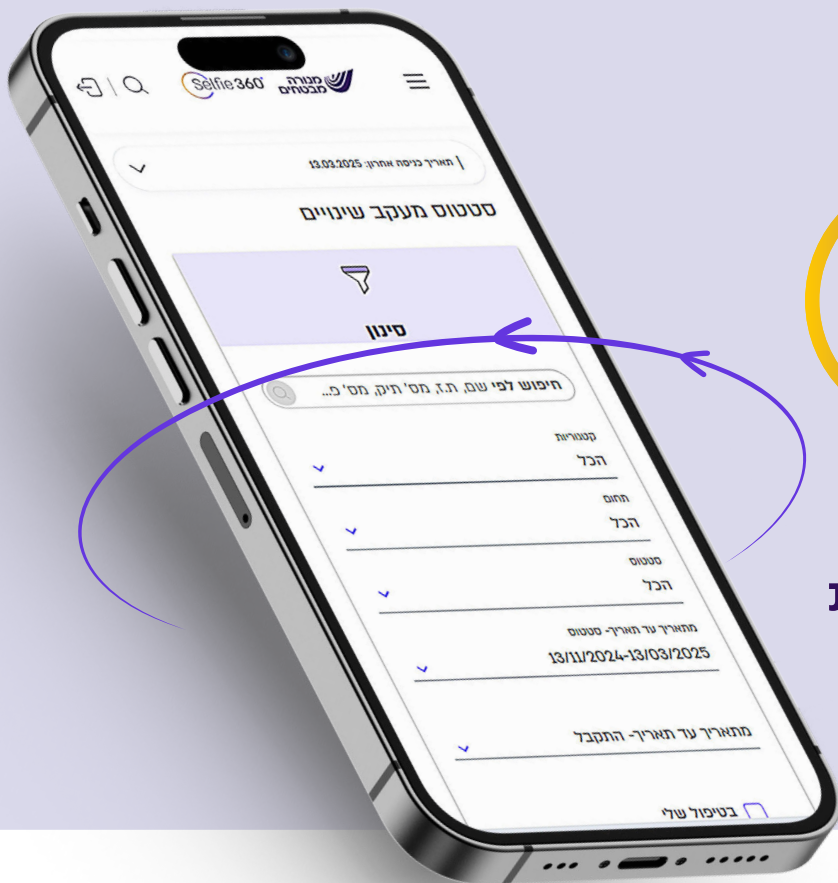 מנורה
מבטחים
Selfie 360°
תאריך כניסה אחרון: 13.03.2025
סטטוס מעקב שינויים
סינון
חיפוש לפי שם, ת.ז, מס' תיק, מס' פ...
קטגוריות
הכל
תחום
הכל
סטטוס
הכל
מתאריך עד תאריך- סטטוס
13/11/2024-13/03/2025
מתאריך עד תאריך- התקבל
בטיפול שלי